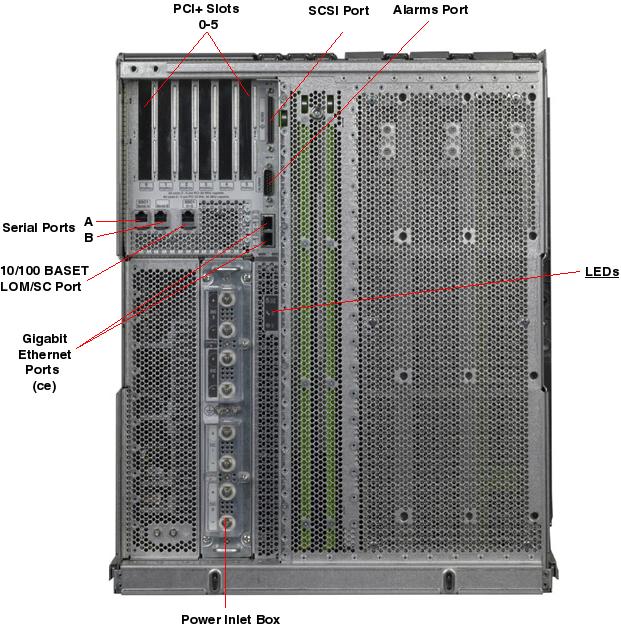 PCI+ Slots
0-5
SCSI Port
Alarms Port
Serial Ports
A
B
10/100 BASET
LOM/SC Port
Gigabit
Ethernet
Ports
(ce)
LEDs
Power Inlet Box